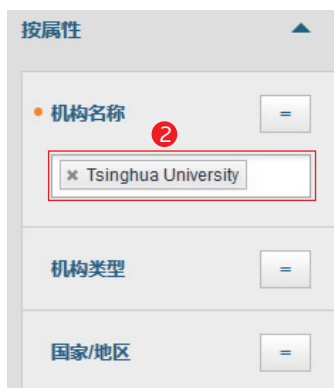 按属性
机构名称 =
2
× Tsinghua University
机构类型 =
国家/地区 =